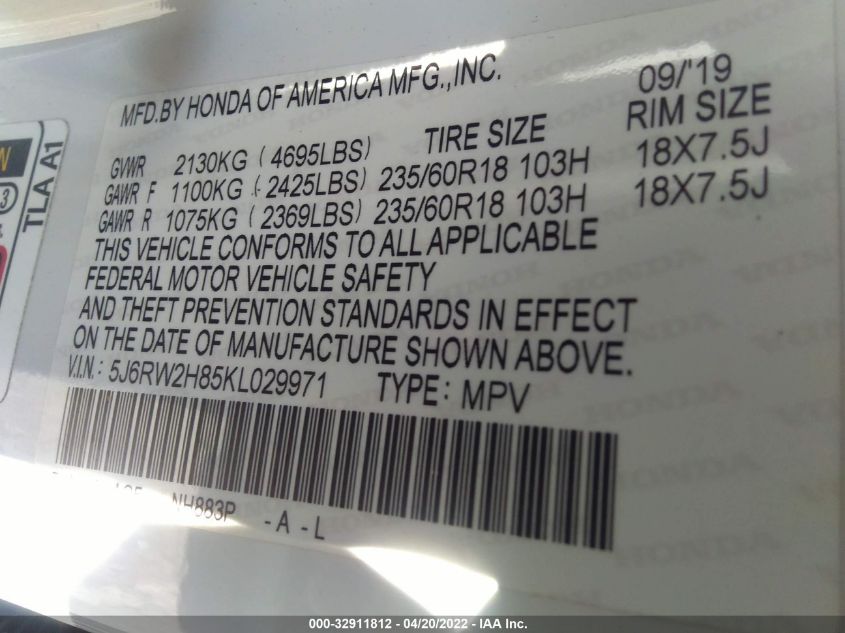 MFD.BY HONDA OF AMERICA MFG.,INC. 09/'19
TIRE SIZE RIM SIZE
GVWR 2130KG ( 4695LBS)
GAWR F 1100KG ( 2425LBS) 235/60R18 103H 18X7.5J
GAWR R 1075KG ( 2369LBS) 235/60R18 103H 18X7.5J
THIS VEHICLE CONFORMS TO ALL APPLICABLE
FEDERAL MOTOR VEHICLE SAFETY
AND THEFT PREVENTION STANDARDS IN EFFECT
ON THE DATE OF MANUFACTURE SHOWN ABOVE.
V.I.N.: 5J6RW2H85KL029971 TYPE: MPV
NH883P -A-L
TLA A1
000-32911812 - 04/20/2022 - IAA Inc.